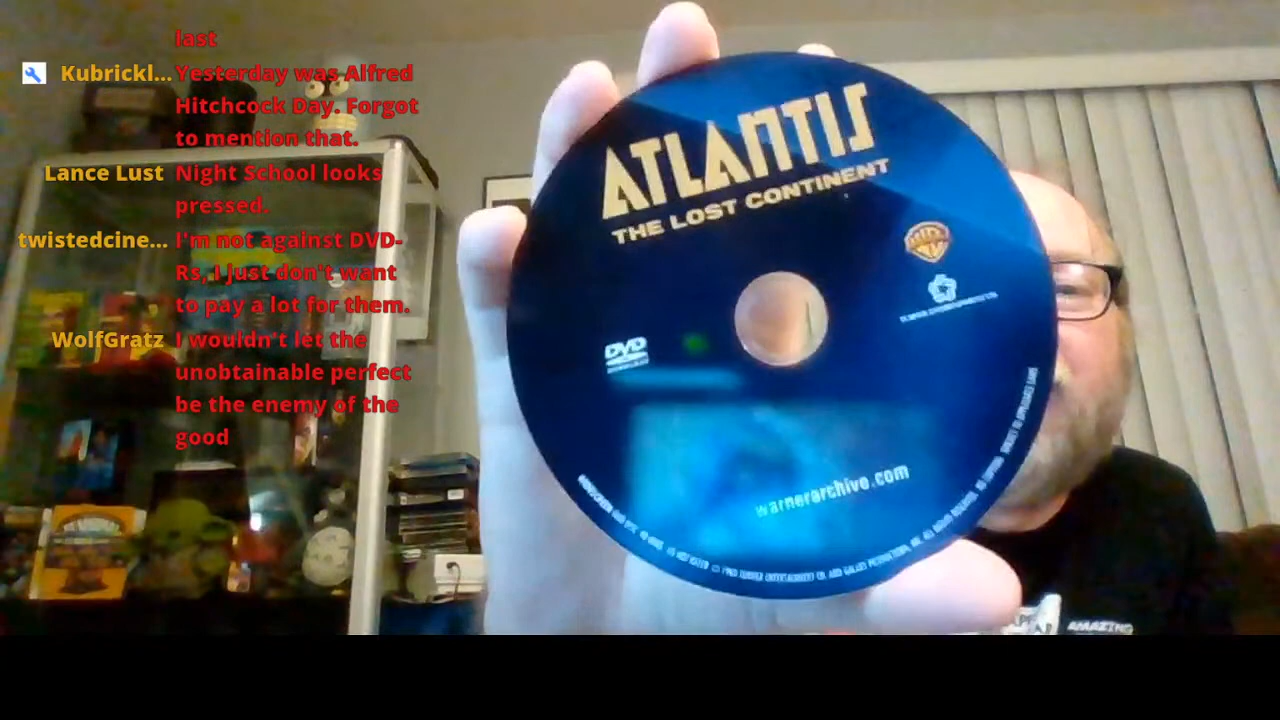 last
Kubrickl... Yesterday was Alfred
Hitchcock Day. Forgot
to mention that.
Lance Lust Night School looks
pressed.
twistedcine... I'm not against DVD-
Rs, I just don't want
to pay a lot for them.
WolfGratz I wouldn't let the
unobtainable perfect
be the enemy of the
good
ATLANTIS
THE LOST CONTINENT
DVD
warnerarchive.com
AMAZING